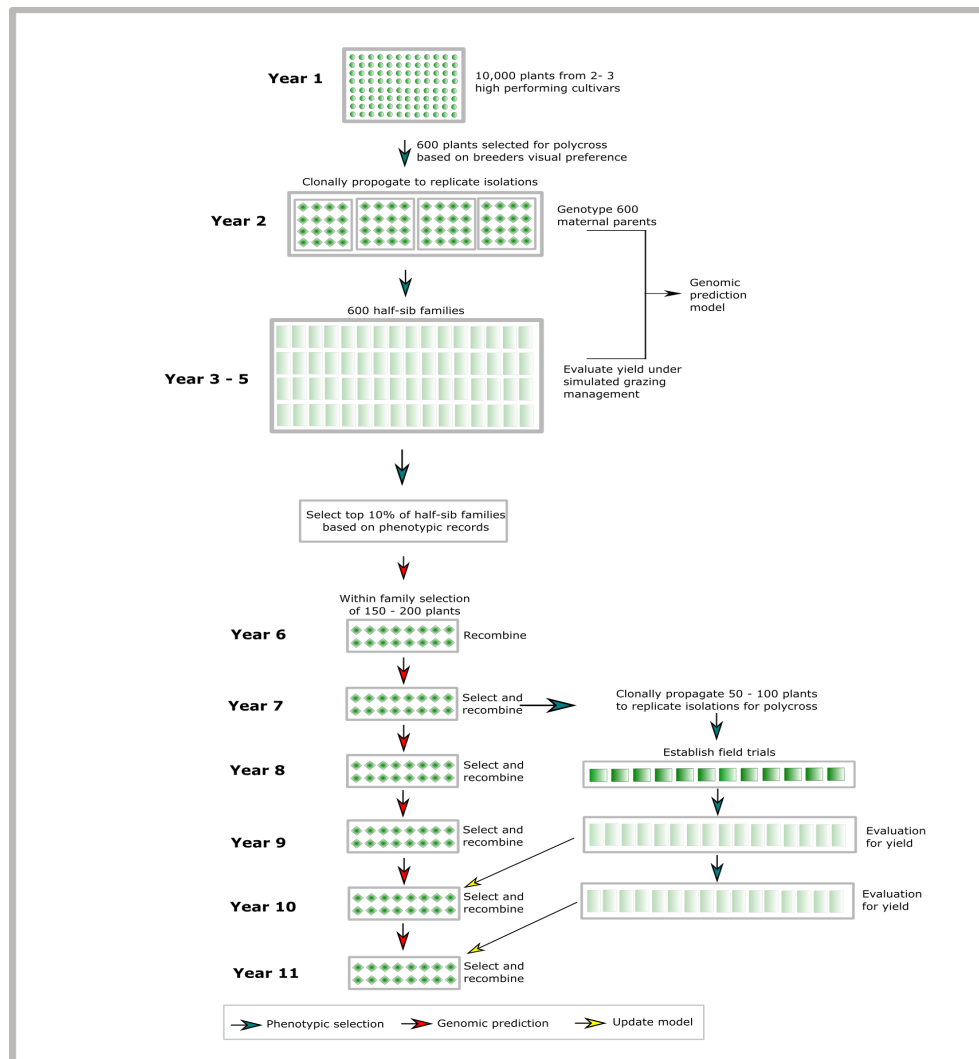 Year 1
10,000 plants from 2- 3
high performing cultivars
600 plants selected for polycross
based on breeders visual preference
Clonally propogate to replicate isolations
Year 2
Genotype 600
maternal parents
Genomic
prediction
model
600 half-sib families
Year 3 - 5
Evaluate yield under
simulated grazing
management
Select top 10% of half-sib families
based on phenotypic records
Within family selection
of 150 - 200 plants
Year 6
Recombine
Year 7
Select and
recombine
Clonally propagate 50 - 100 plants
to replicate isolations for polycross
Establish field trials
Year 8
Select and
recombine
Year 9
Select and
recombine
Evaluation
for yield
Year 10
Select and
recombine
Evaluation
for yield
Year 11
Select and
recombine
Phenotypic selection
Genomic prediction
Update model